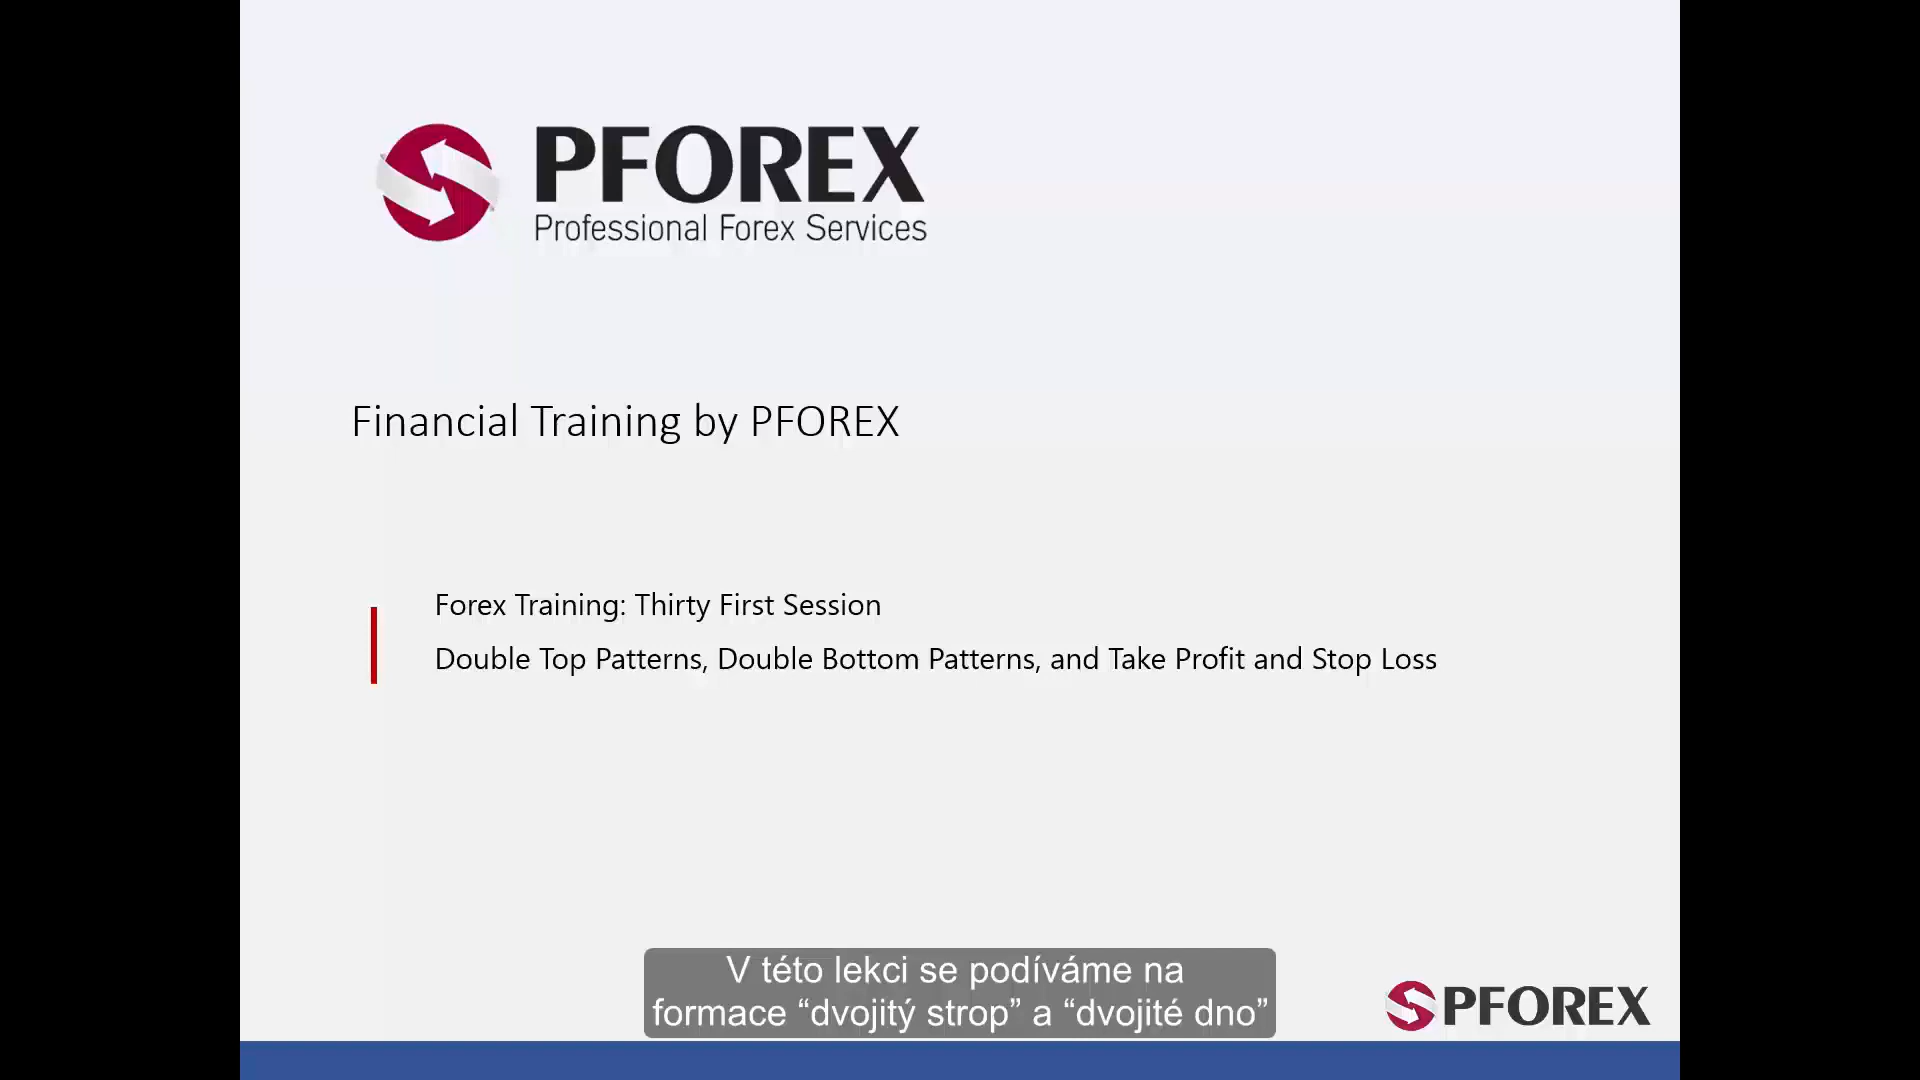 PFOREX
Professional Forex Services
Financial Training by PFOREX
Forex Training: Thirty First Session
Double Top Patterns, Double Bottom Patterns, and Take Profit and Stop Loss
V této lekci se podíváme na
formace “dvojitý strop” a “dvojité dno”
PFOREX